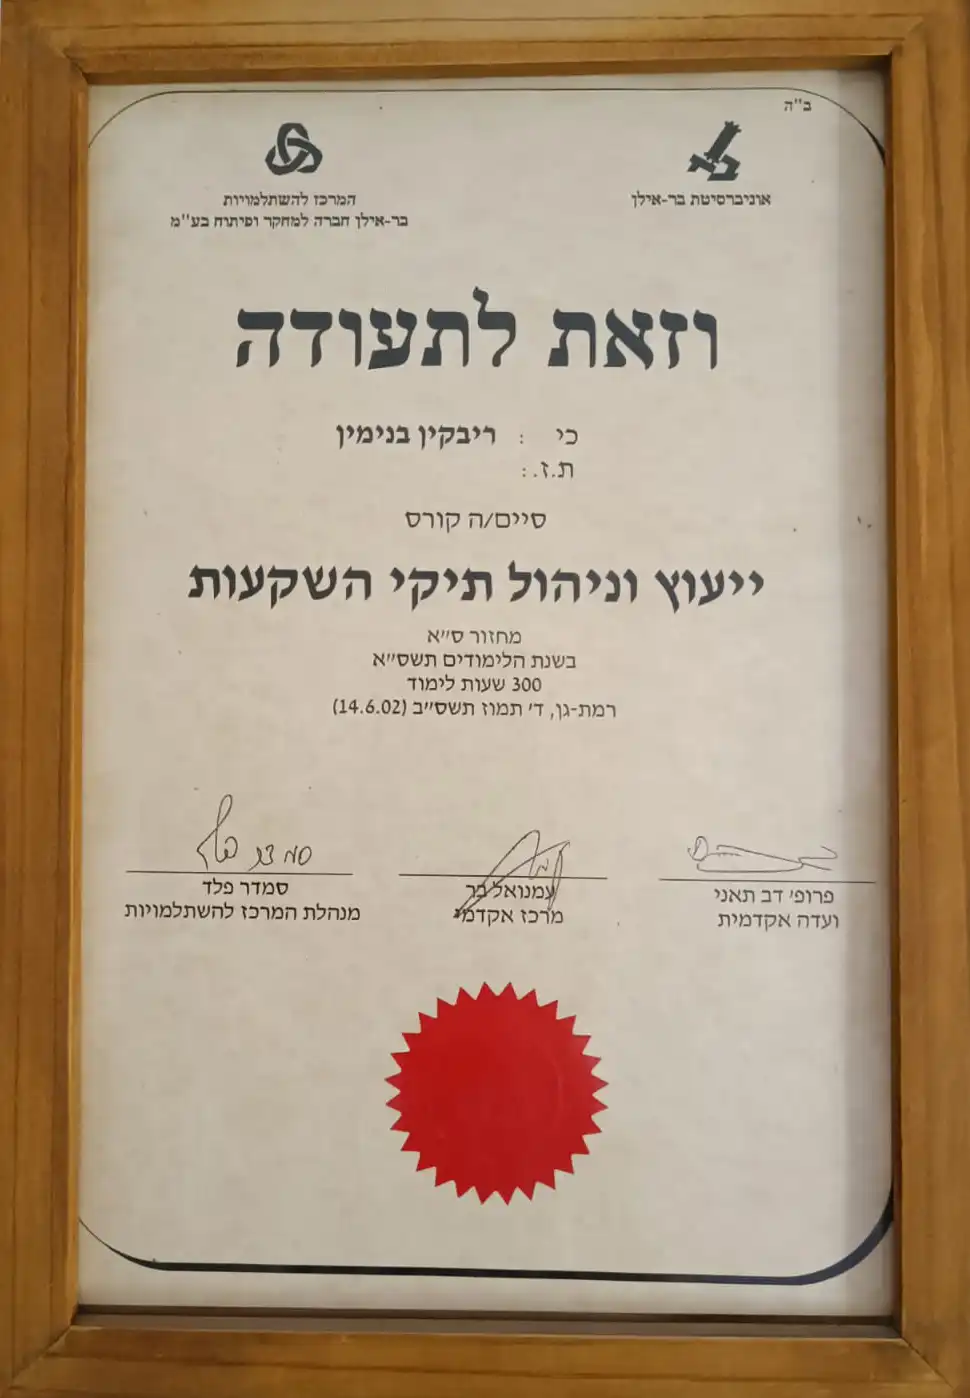 ב"ה
אוניברסיטת בר-אילן
המרכז להשתלמויות
בר-אילן חברה למחקר ופיתוח בע"מ
וזאת לתעודה
כי : ריבקין בנימין
ת.ז.:
סיים/ה קורס
ייעוץ וניהול תיקי השקעות
מחזור ס"א
בשנת הלימודים תשס"א
300 שעות לימוד
רמת-גן, ד' תמוז תשס"ב (14.6.02)
פרופ' דב תאני
ועדה אקדמית
עמנואל בר
מרכז אקדמי
סמדר פלד
סמדר פלד
מנהלת המרכז להשתלמויות